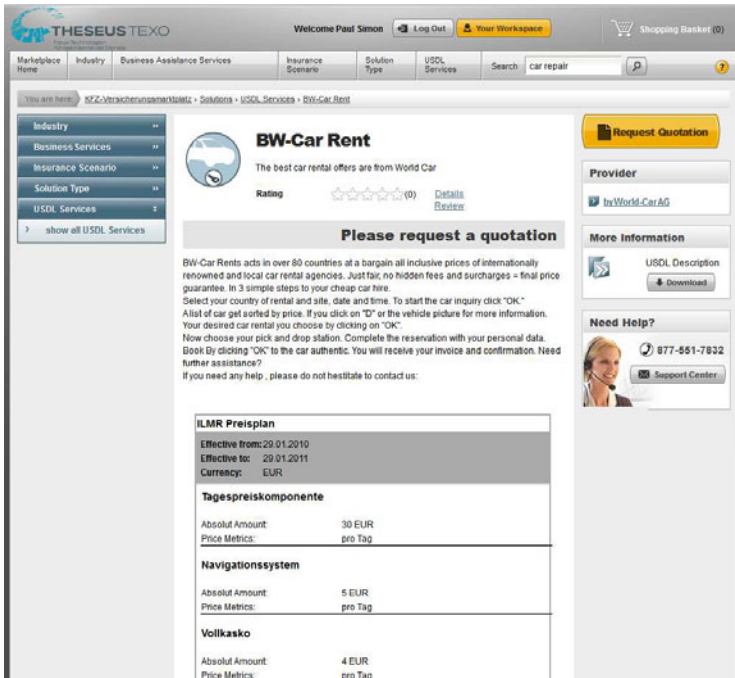 THESEUS TEXO
Welcome Paul Simon
Log Out
Your Workspace
Shopping Basket (0)
Marketplace Home
Industry
Business Assistance Services
Insurance Scenario
Solution Type
USDL Services
Search
car repair
?
You are here:
KFZ-Versicherungsmarktplatz › Solutions › USDL Services › BW-Car Rent
Industry
Business Services
Insurance Scenario
Solution Type
USDL Services
show all USDL Services
BW-Car Rent
The best car rental offers are from World Car
Rating
(0)
Details
Review
Please request a quotation
BW-Car Rents acts in over 80 countries at a bargain all inclusive prices of internationally
renowned and local car rental agencies. Just fair, no hidden fees and surcharges = final price
guarantee. In 3 simple steps to your cheap car hire.
Select your country of rental and site, date and time. To start the car inquiry click "OK."
A list of car get sorted by price. If you click on "D" or the vehicle picture for more information.
Your desired car rental you choose by clicking on "OK".
Now choose your pick and drop station. Complete the reservation with your personal data.
Book By clicking "OK" to the car authentic. You will receive your invoice and confirmation. Need
further assistance?
If you need any help , please do not hestitate to contact us:
ILMR Preisplan
Effective from: 29.01.2010
Effective to: 29.01.2011
Currency: EUR
Tagespreiskomponente
Absolut Amount: 30 EUR
Price Metrics: pro Tag
Navigationssystem
Absolut Amount: 5 EUR
Price Metrics: pro Tag
Vollkasko
Absolut Amount: 4 EUR
Price Metrics: pro Tag
Request Quotation
Provider
by World-Car AG
More Information
USDL Description
Download
Need Help?
877-551-7832
Support Center